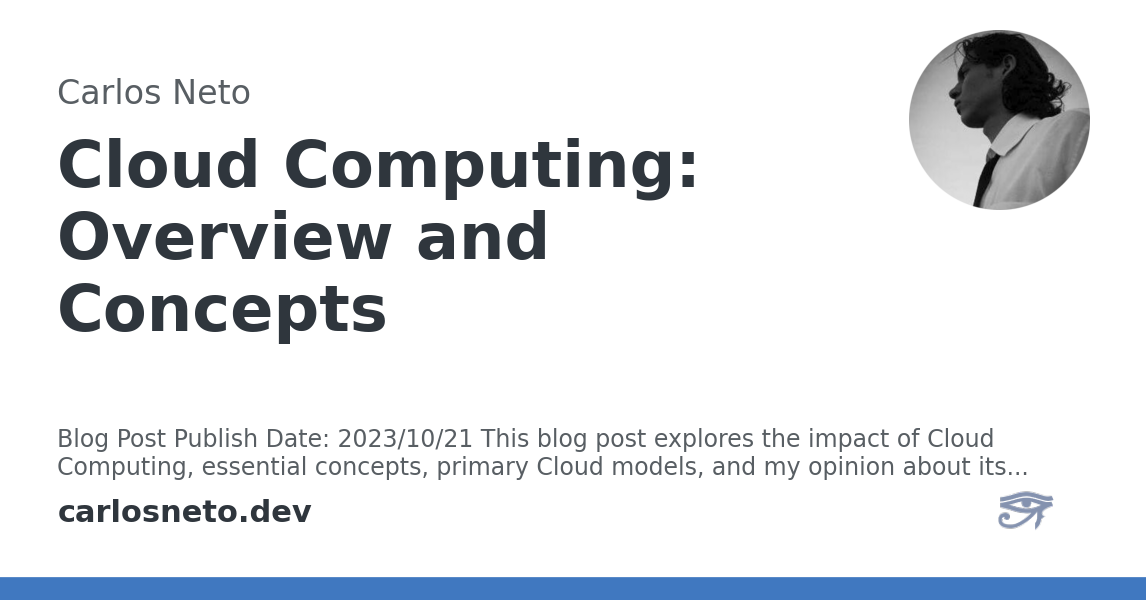 Carlos Neto
Cloud Computing:
Overview and
Concepts
Blog Post Publish Date: 2023/10/21 This blog post explores the impact of Cloud
Computing, essential concepts, primary Cloud models, and my opinion about its...
carlosneto.dev